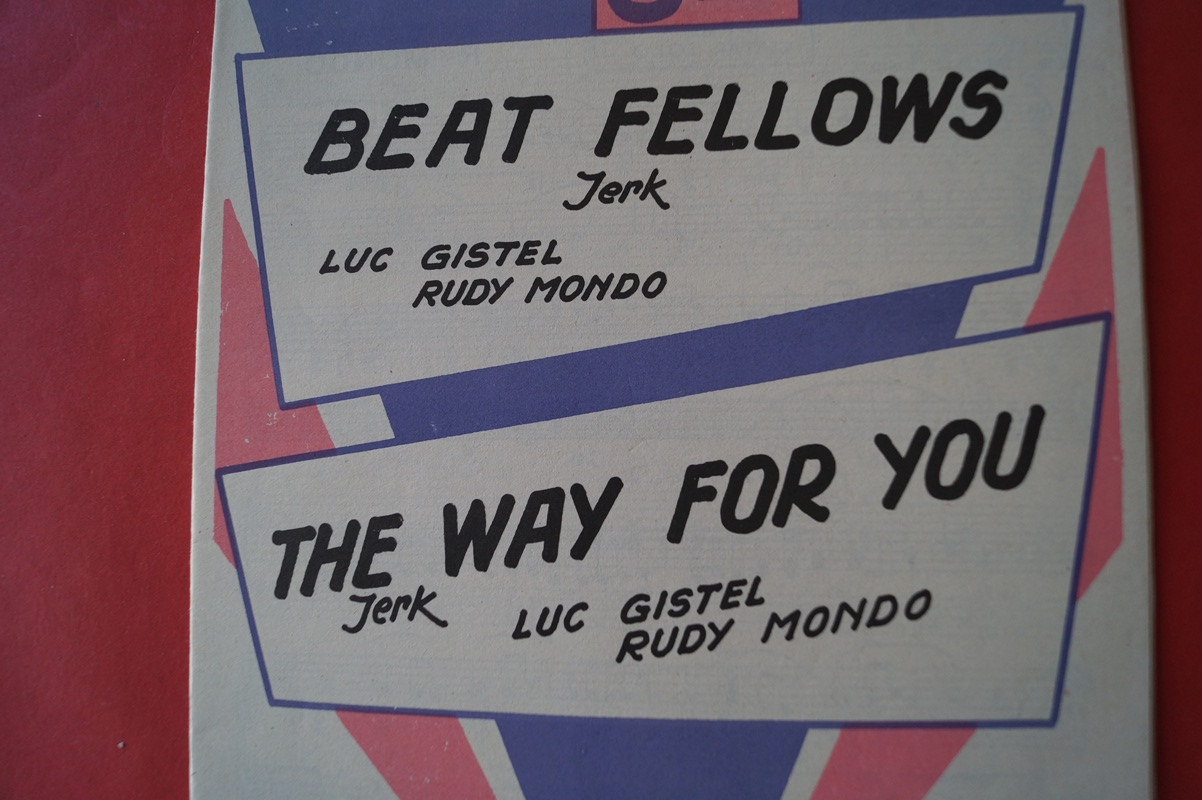 BEAT FELLOWS
Jerk
LUC GISTEL
RUDY MONDO
THE WAY FOR YOU
Jerk
LUC GISTEL
RUDY MONDO